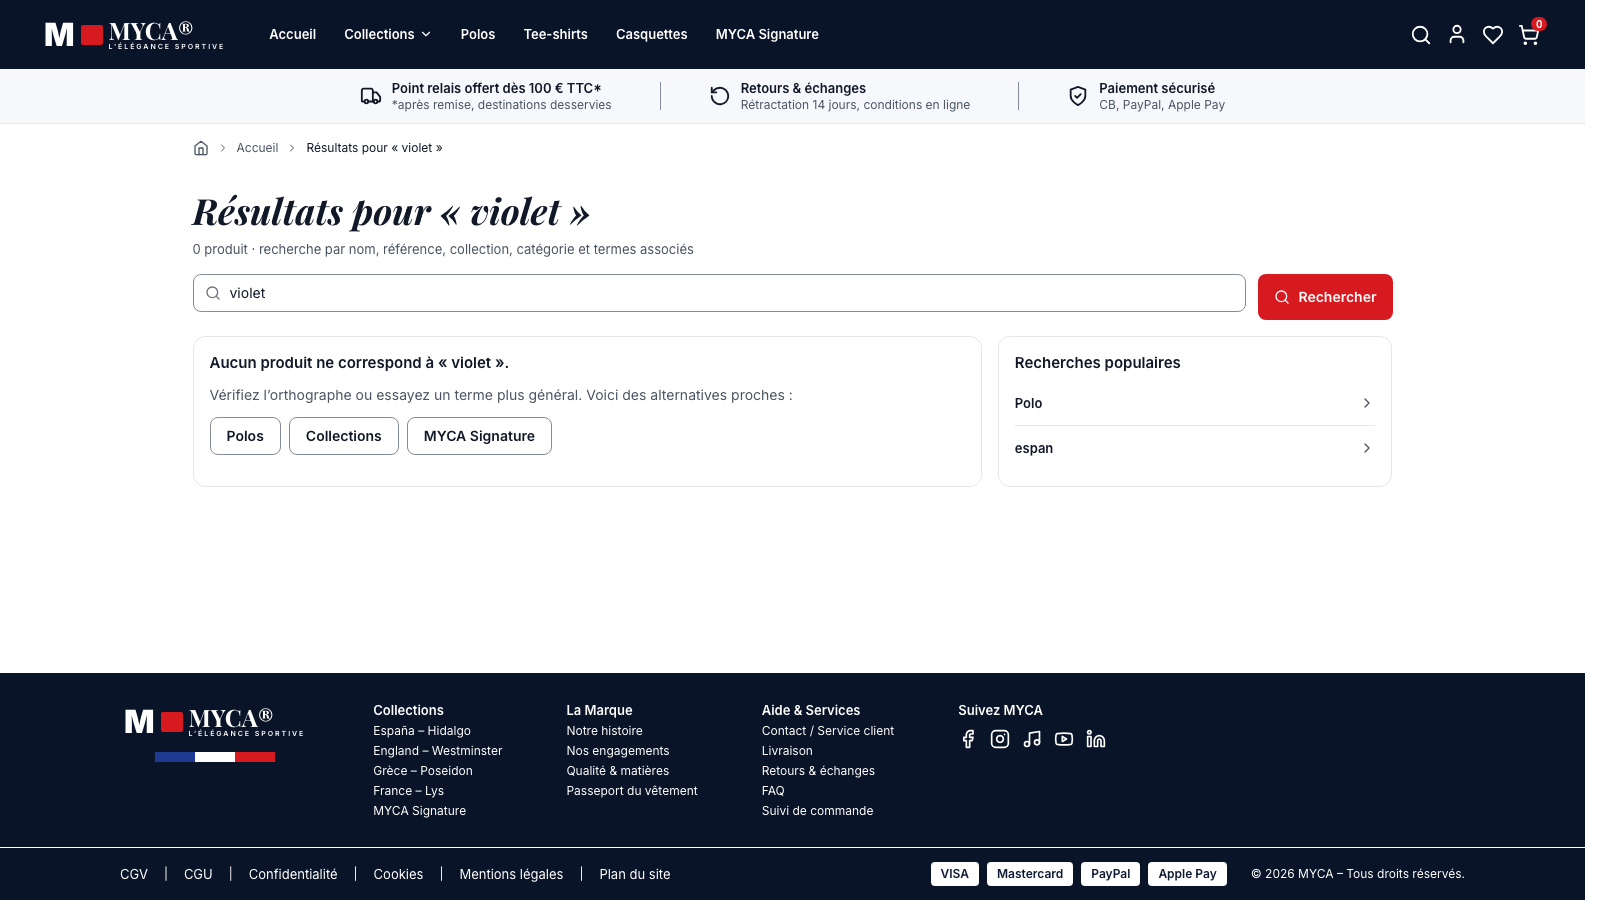 M MYCA®
L'ÉLÉGANCE SPORTIVE
Accueil Collections Polos Tee-shirts Casquettes MYCA Signature
0
Point relais offert dès 100 € TTC*
*après remise, destinations desservies
Retours & échanges
Rétractation 14 jours, conditions en ligne
Paiement sécurisé
CB, PayPal, Apple Pay
Accueil Résultats pour « violet »
Résultats pour « violet »
0 produit · recherche par nom, référence, collection, catégorie et termes associés
violet
Rechercher
Aucun produit ne correspond à « violet ».
Vérifiez l’orthographe ou essayez un terme plus général. Voici des alternatives proches :
Polos Collections MYCA Signature
Recherches populaires
Polo
espan
M MYCA®
L'ÉLÉGANCE SPORTIVE
Collections
España – Hidalgo
England – Westminster
Grèce – Poseidon
France – Lys
MYCA Signature
La Marque
Notre histoire
Nos engagements
Qualité & matières
Passeport du vêtement
Aide & Services
Contact / Service client
Livraison
Retours & échanges
FAQ
Suivi de commande
Suivez MYCA
CGV | CGU | Confidentialité | Cookies | Mentions légales | Plan du site
VISA Mastercard PayPal Apple Pay
© 2026 MYCA – Tous droits réservés.